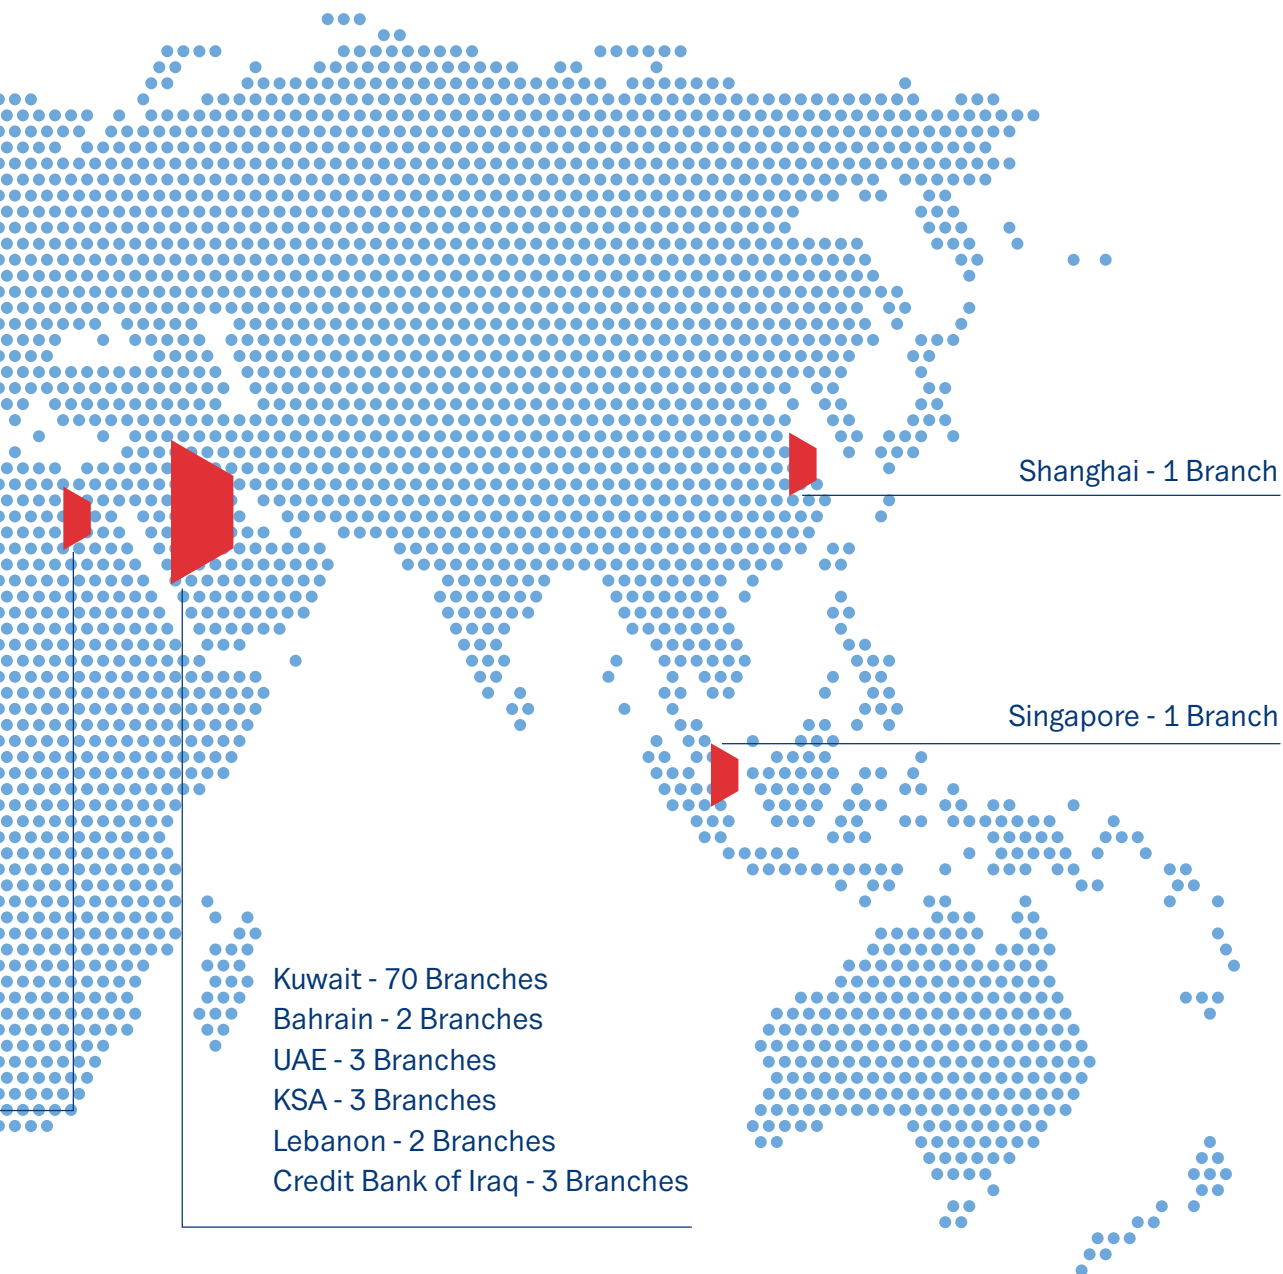 Shanghai - 1 Branch
Singapore - 1 Branch
Kuwait - 70 Branches
Bahrain - 2 Branches
UAE - 3 Branches
KSA - 3 Branches
Lebanon - 2 Branches
Credit Bank of Iraq - 3 Branches